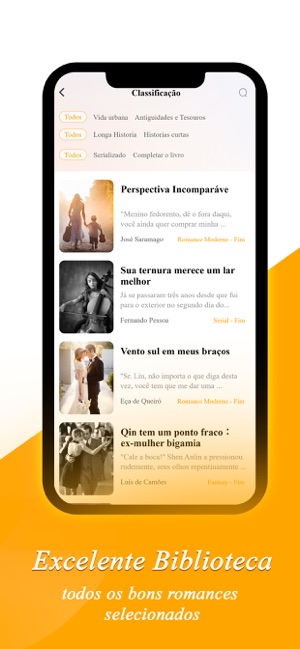 Classificação
Todos Vida urbana Antiguidades e Tesouros
Todos Longa Historia Historias curtas
Todos Serializado Completar o livro
Perspectiva Incomparáve
"Menino fedorento, dê o fora daqui,
você ainda quer comprar minha ...
José Saramago Romance Moderno - Fim
Sua ternura merece um lar
melhor
Já se passaram três anos desde que fui
para o exterior no segundo dia do...
Fernando Pessoa Serial - Fim
Vento sul em meus braços
"Sr. Liu, não importa o que diga desta
vez, você tem que me dar uma ...
Eça de Queiró Romance Moderno - Fim
Qin tem um ponto fraco：
ex-mulher bigamia
"Cale a boca!" Shen Anlin a pressionou
rudemente, seus olhos repentinamente ...
Luís de Camões Fantasy - Fim
Excelente Biblioteca
todos os bons romances
selecionados